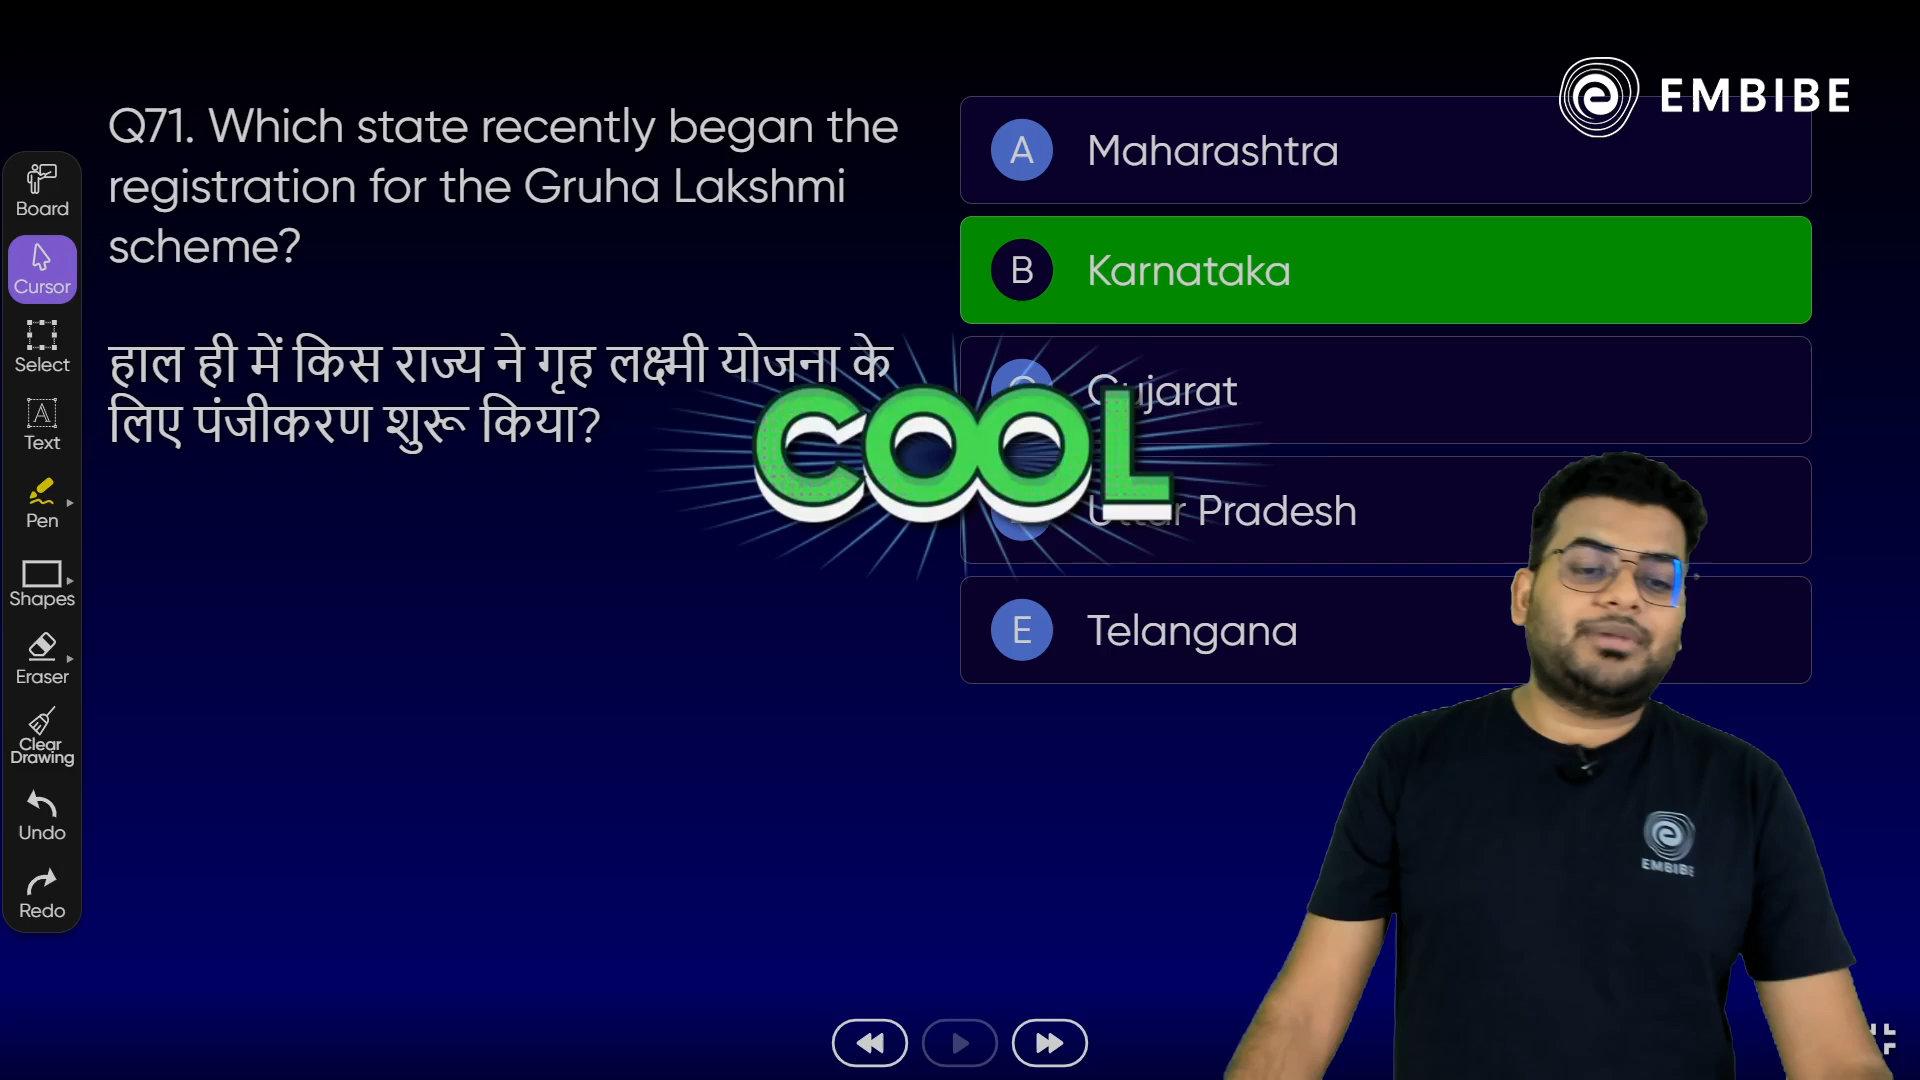 EMBIBE
Q71. Which state recently began the
registration for the Gruha Lakshmi
scheme?
हाल ही में किस राज्य ने गृह लक्ष्मी योजना के
लिए पंजीकरण शुरू किया?
A Maharashtra
B Karnataka
Gujarat
Uttar Pradesh
E Telangana
COOL
Board
Cursor
Select
A
Text
Pen
Shapes
Eraser
Clear
Drawing
Undo
Redo
EMBIBE